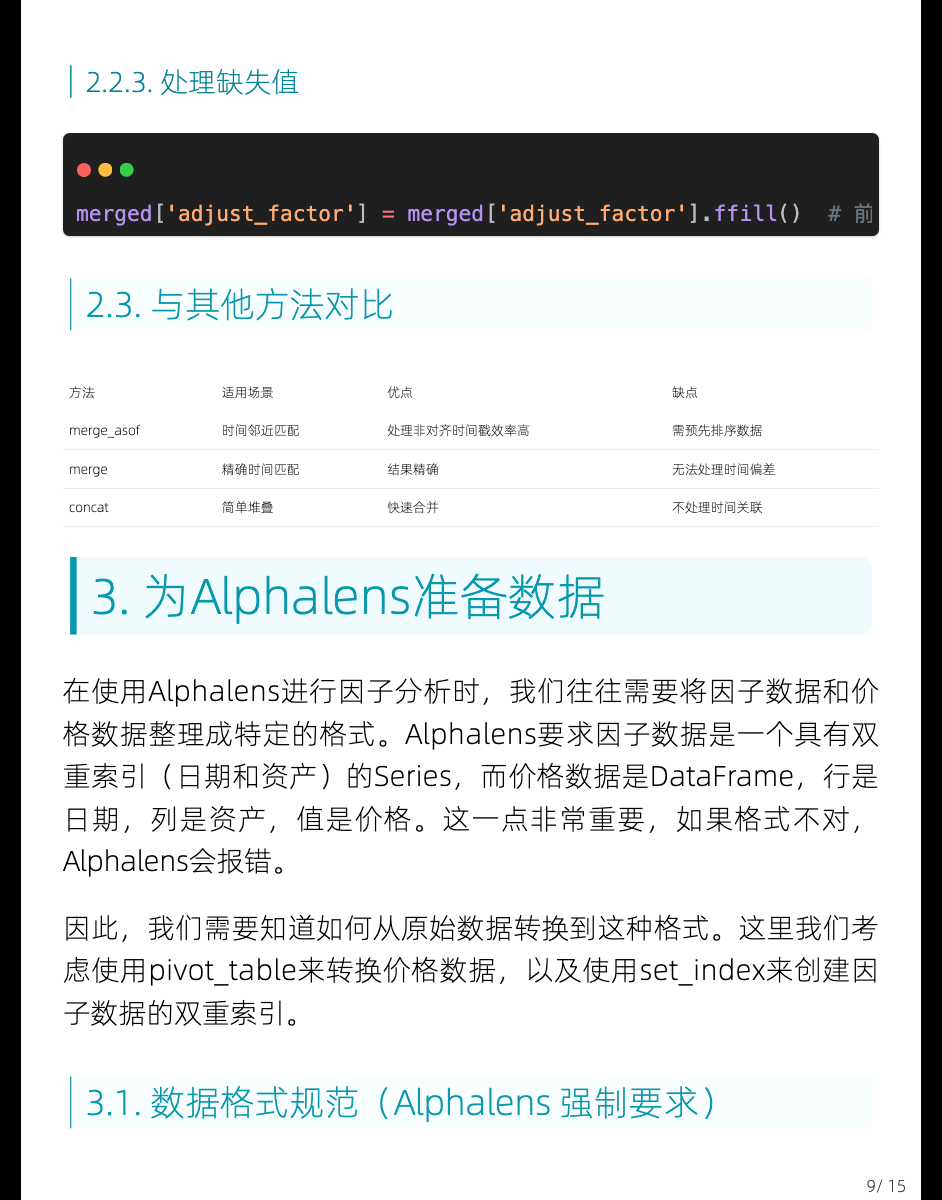 2.2.3. 处理缺失值
merged['adjust_factor'] = merged['adjust_factor'].ffill()  # 前
2.3. 与其他方法对比
方法 适用场景 优点 缺点
merge_asof 时间邻近匹配 处理非对齐时间戳效率高 需预先排序数据
merge 精确时间匹配 结果精确 无法处理时间偏差
concat 简单堆叠 快速合并 不处理时间关联
3. 为Alphalens准备数据
在使用Alphalens进行因子分析时，我们往往需要将因子数据和价
格数据整理成特定的格式。Alphalens要求因子数据是一个具有双
重索引（日期和资产）的Series，而价格数据是DataFrame，行是
日期，列是资产，值是价格。这一点非常重要，如果格式不对，
Alphalens会报错。
因此，我们需要知道如何从原始数据转换到这种格式。这里我们考
虑使用pivot_table来转换价格数据，以及使用set_index来创建因
子数据的双重索引。
3.1. 数据格式规范（Alphalens 强制要求）
9/ 15